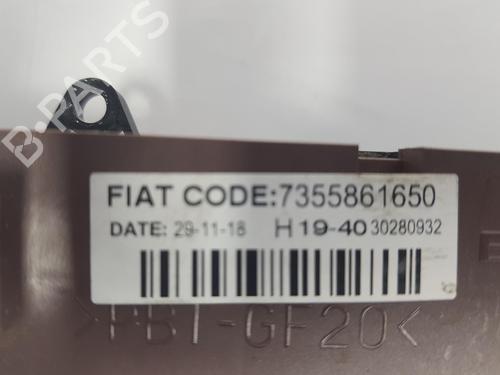 B-PARTS
FIAT CODE:7355861650
DATE: 29-11-18 H 19-40 30280932
>PBT-GF20<